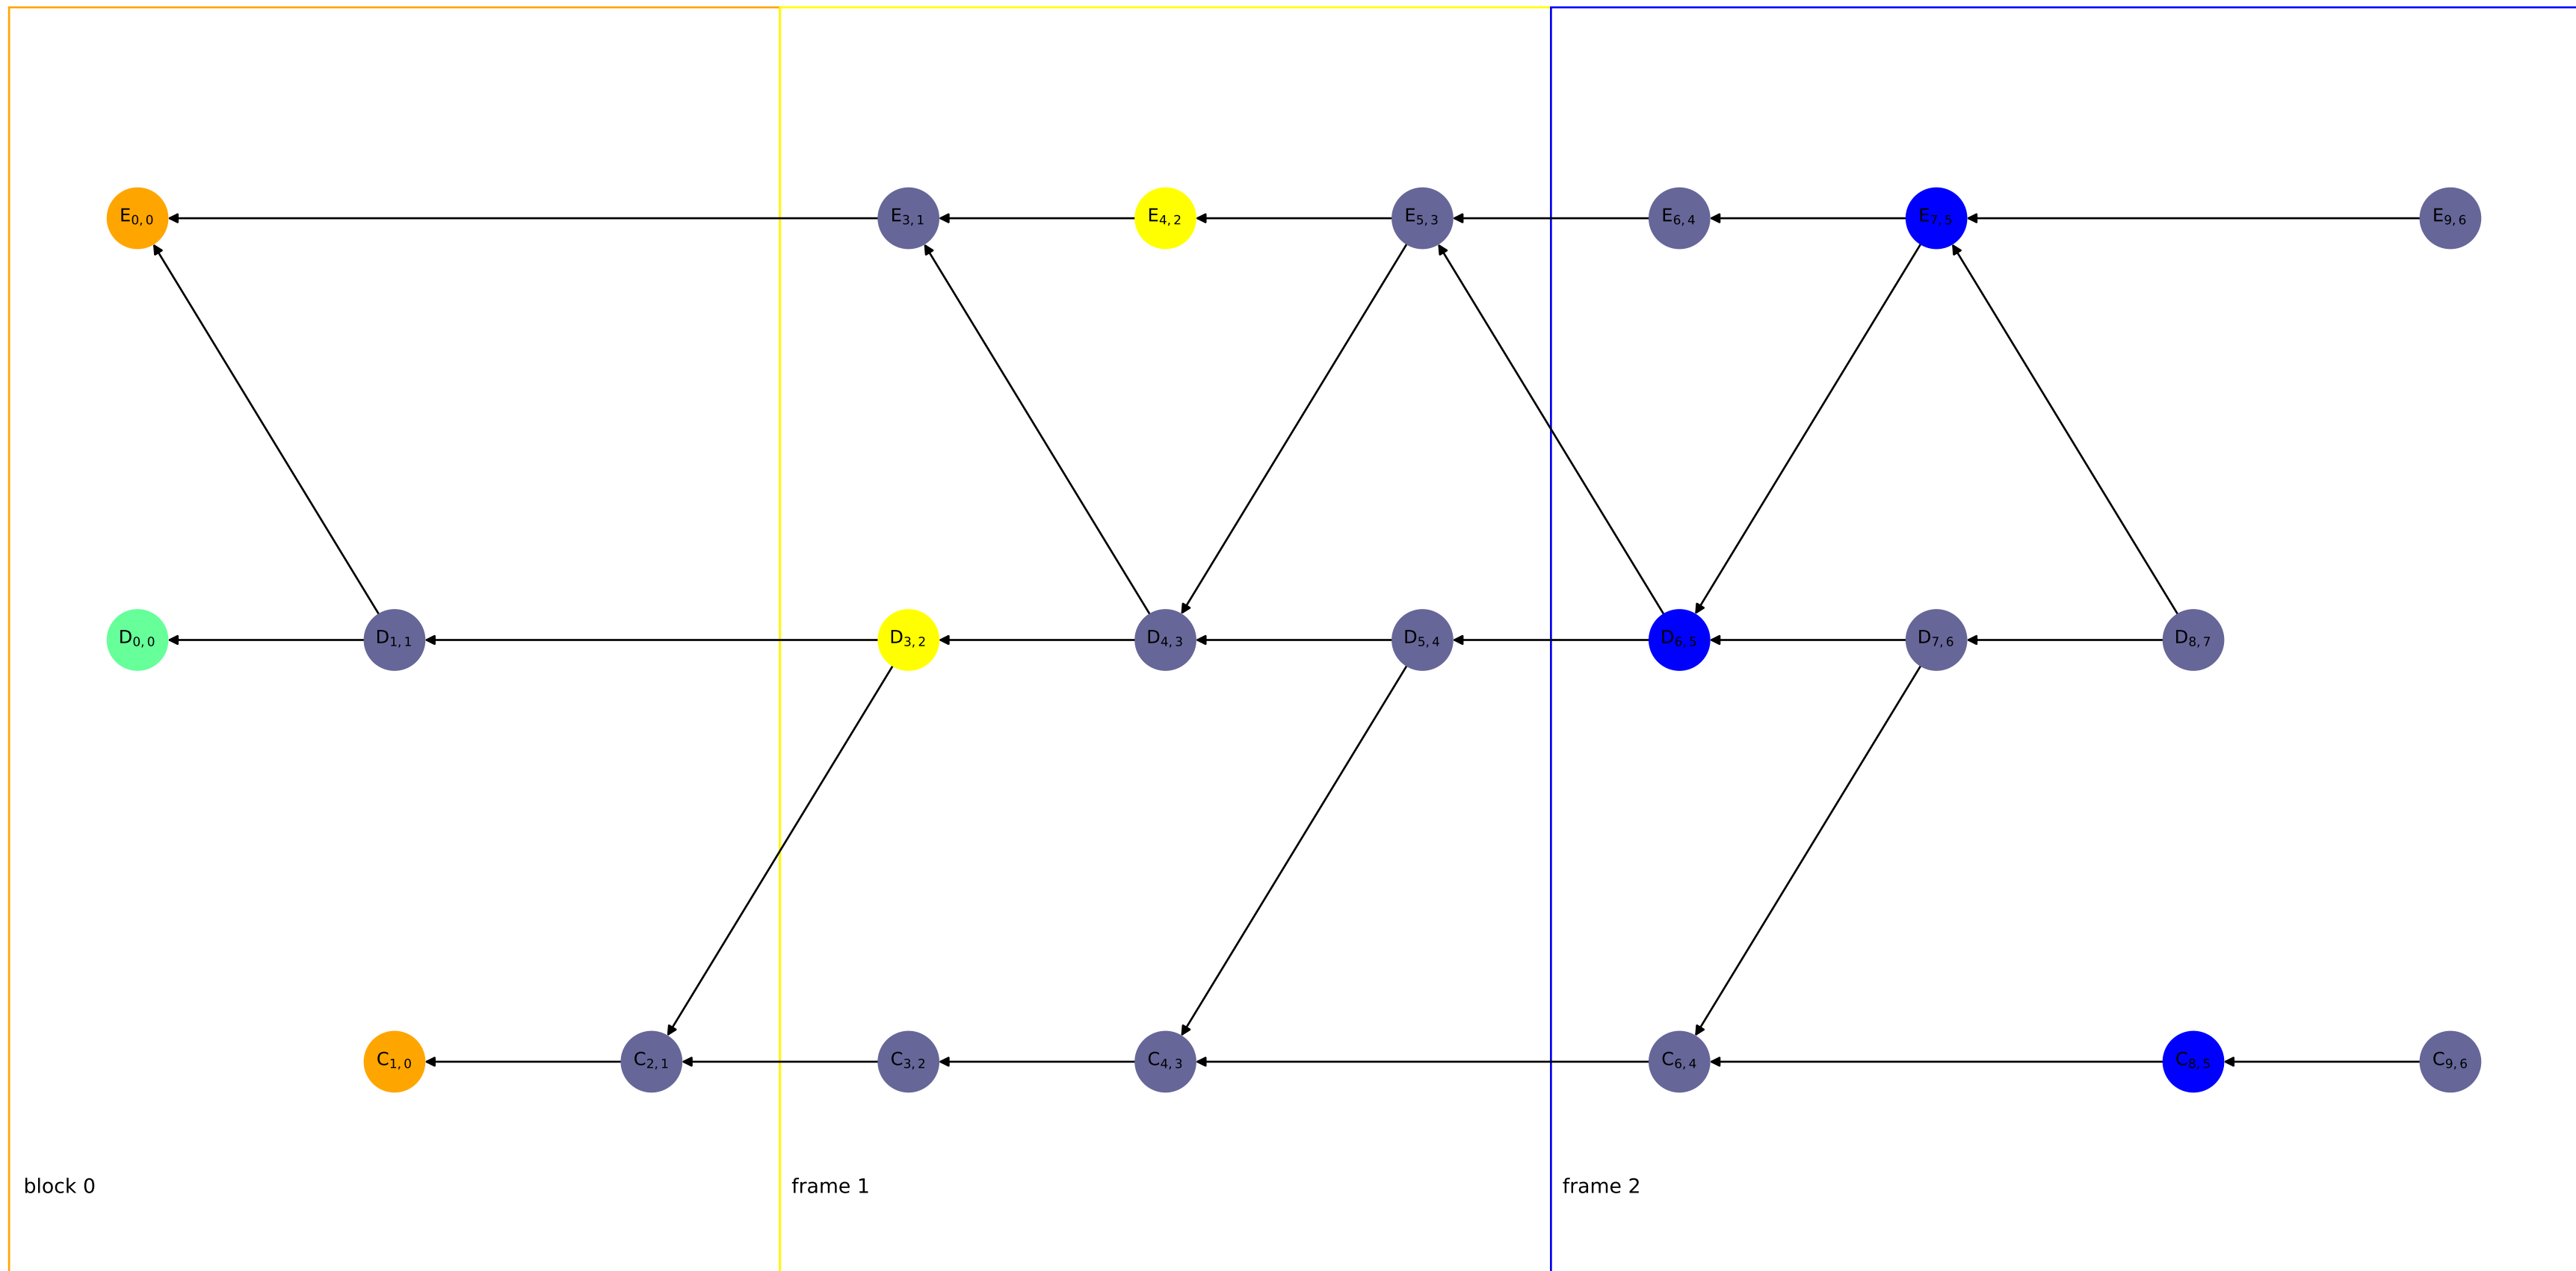 E0,0 E3,1 E4,2 E5,3 E6,4 E7,5 E9,6
D0,0 D1,1 D3,2 D4,3 D5,4 D6,5 D7,6 D8,7
C1,0 C2,1 C3,2 C4,3 C6,4 C8,5 C9,6
block 0 frame 1 frame 2